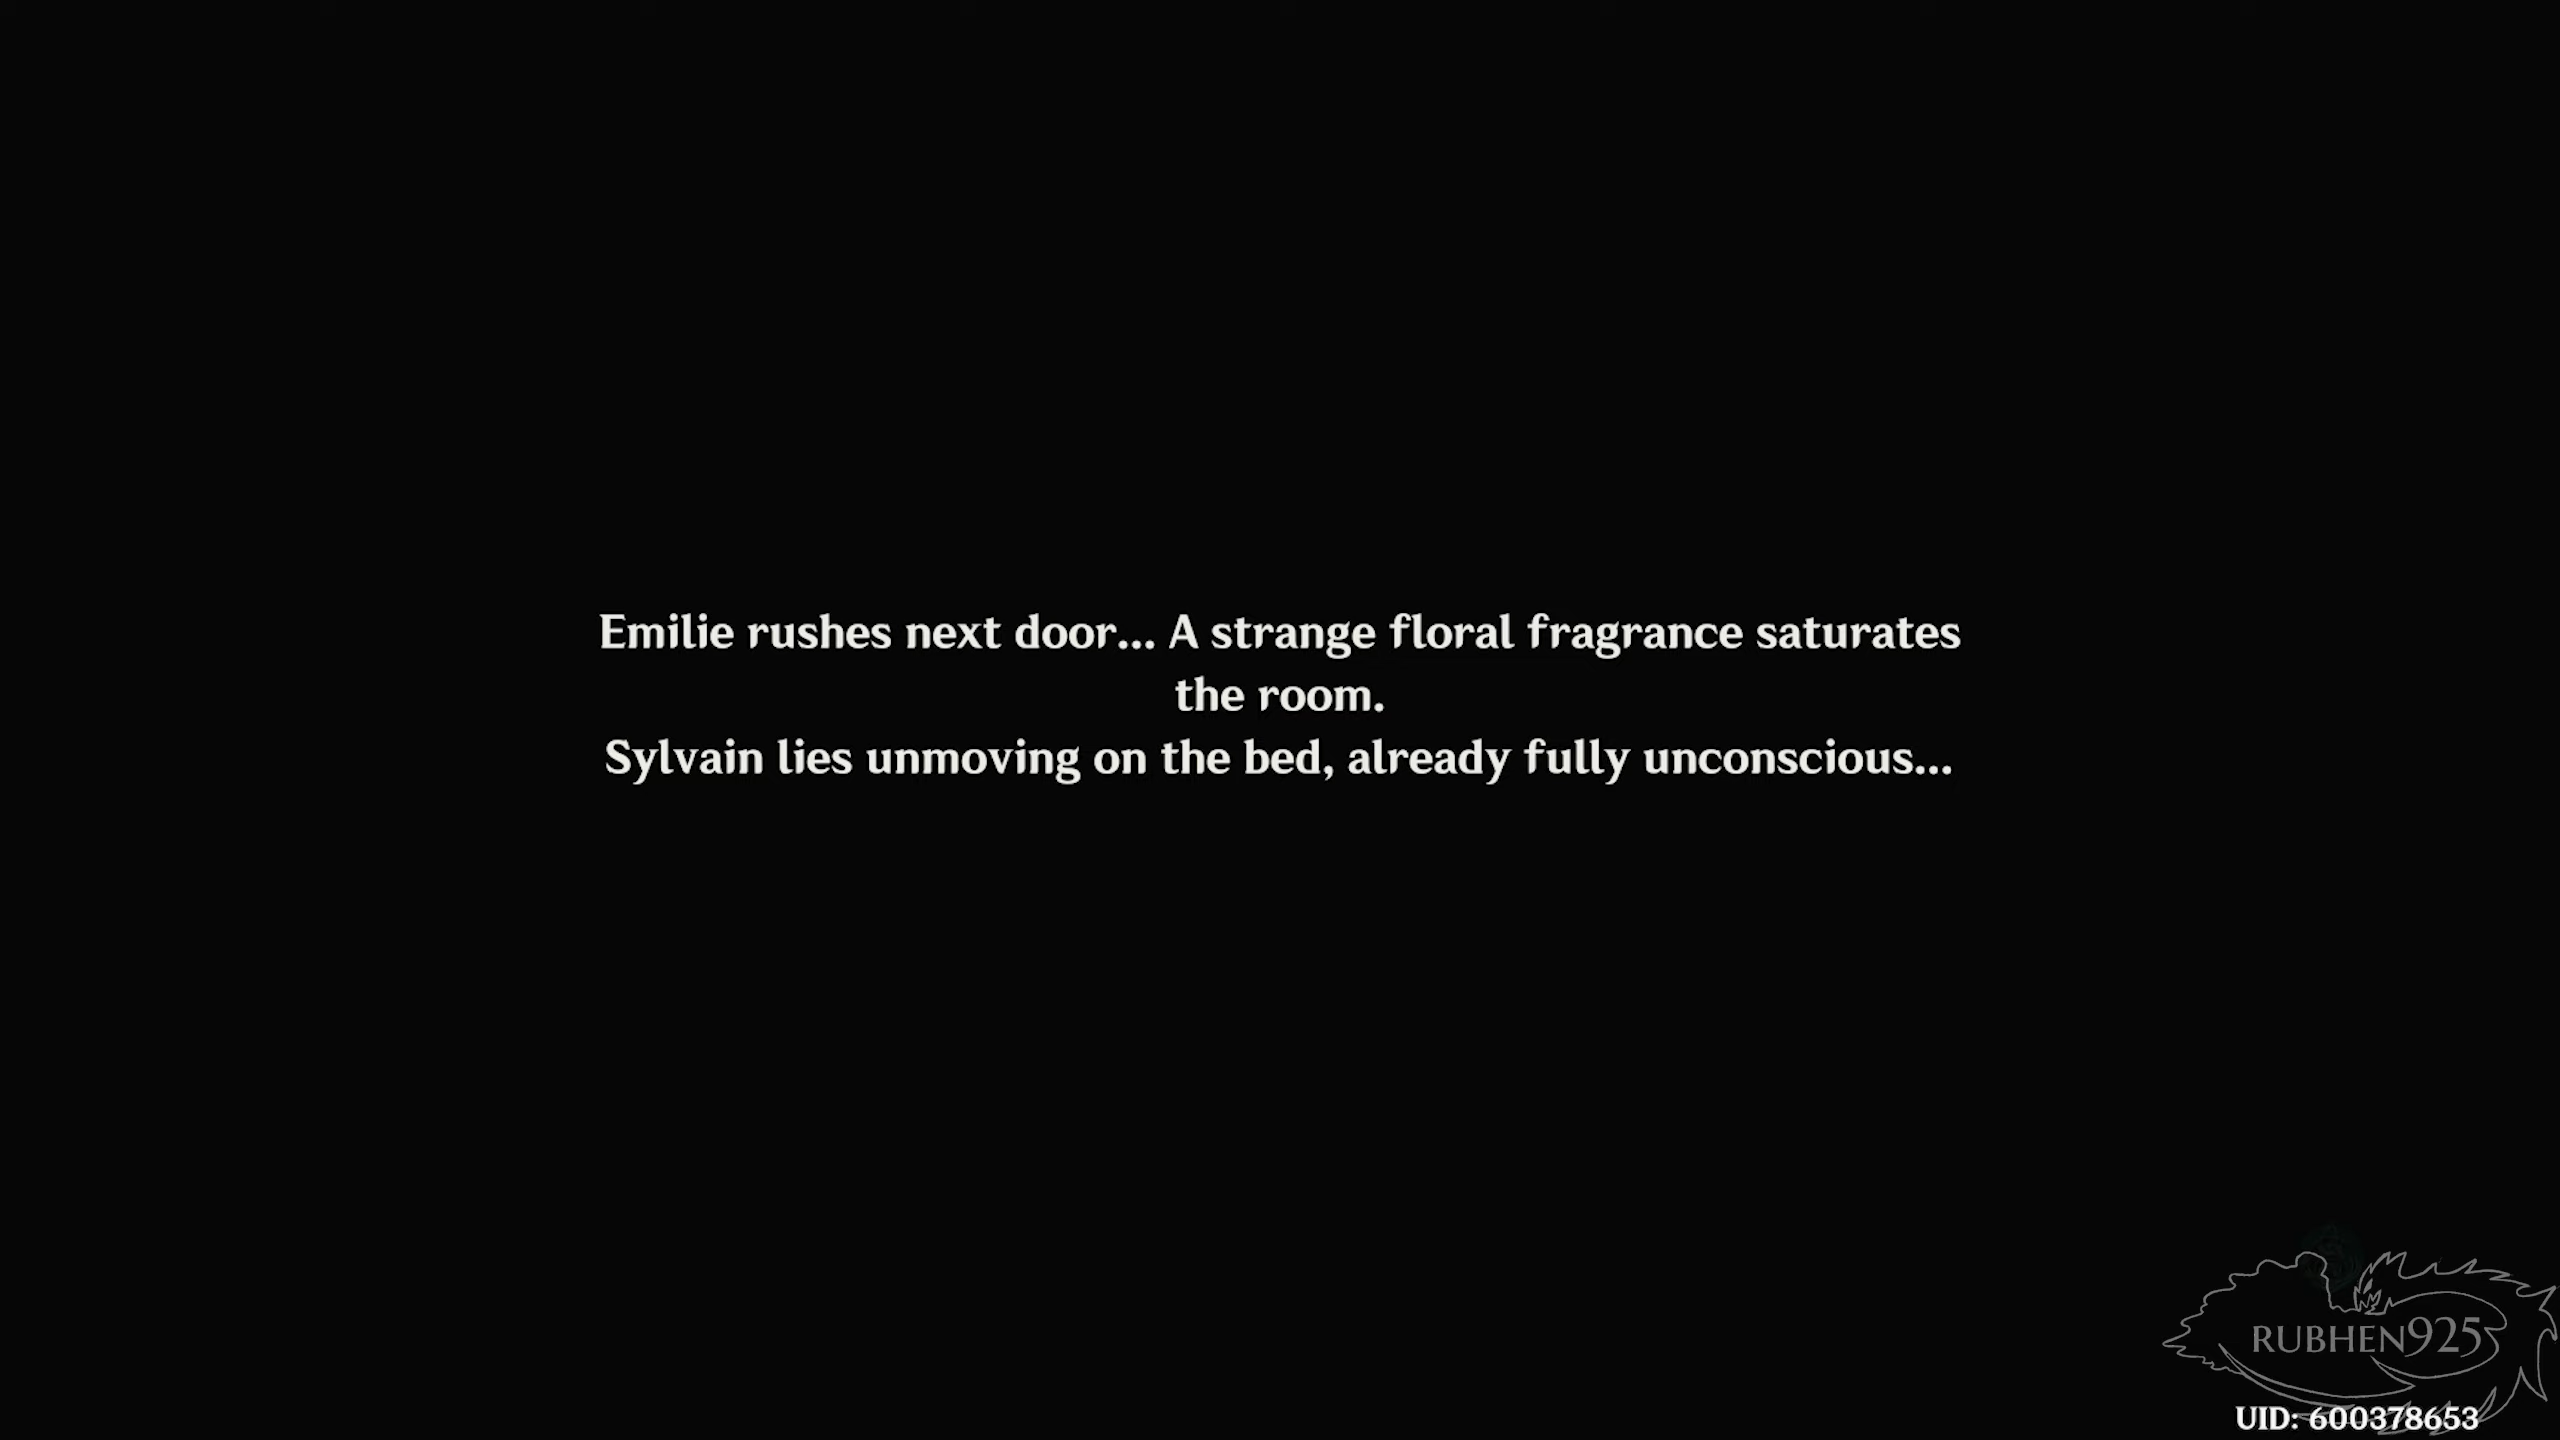 Emilie rushes next door... A strange floral fragrance saturates
the room.
Sylvain lies unmoving on the bed, already fully unconscious...
RUBHEN925
UID: 600378653